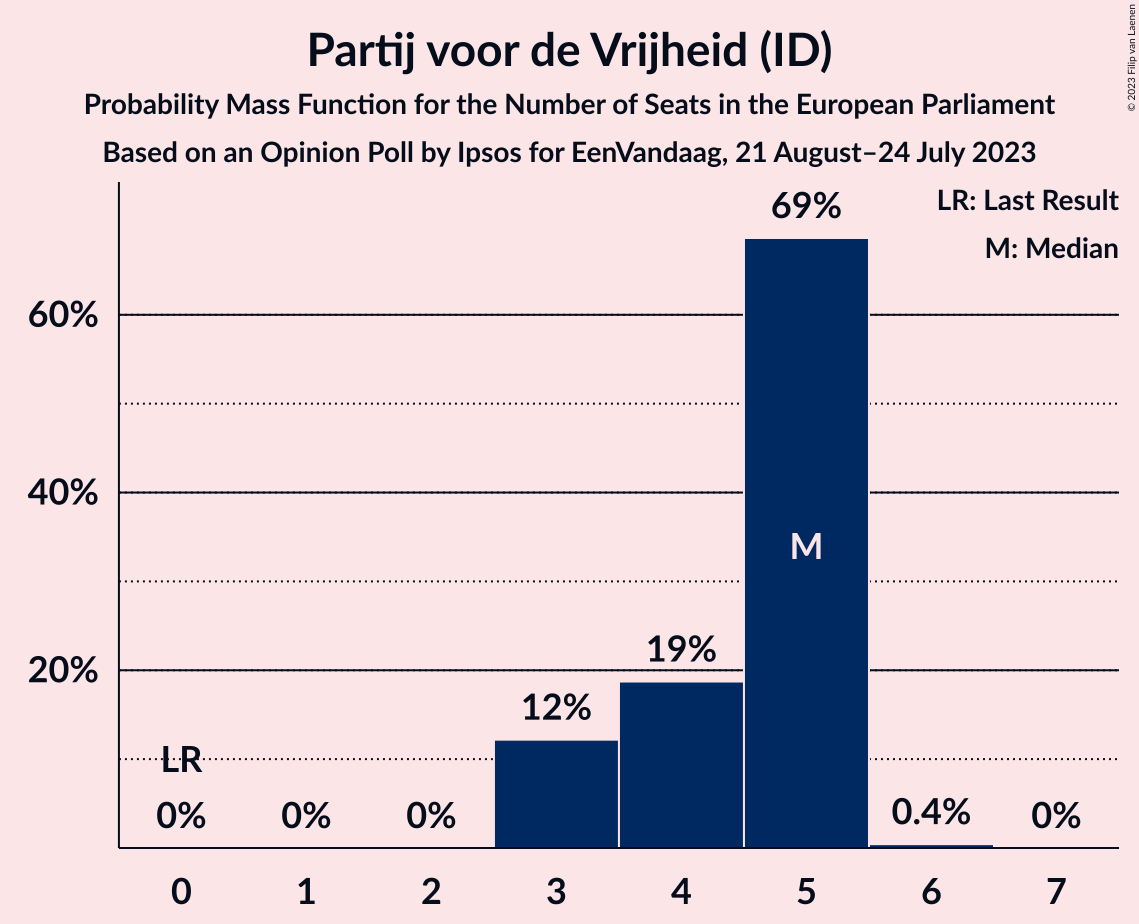 Partij voor de Vrijheid (ID)
Probability Mass Function for the Number of Seats in the European Parliament
Based on an Opinion Poll by Ipsos for EenVandaag, 21 August–24 July 2023
© 2023 Filip van Laenen
LR: Last Result
M: Median
69%
60%
40%
M
20%
19%
12%
LR
0%
0%
0%
0.4%
0%
0
1
2
3
4
5
6
7